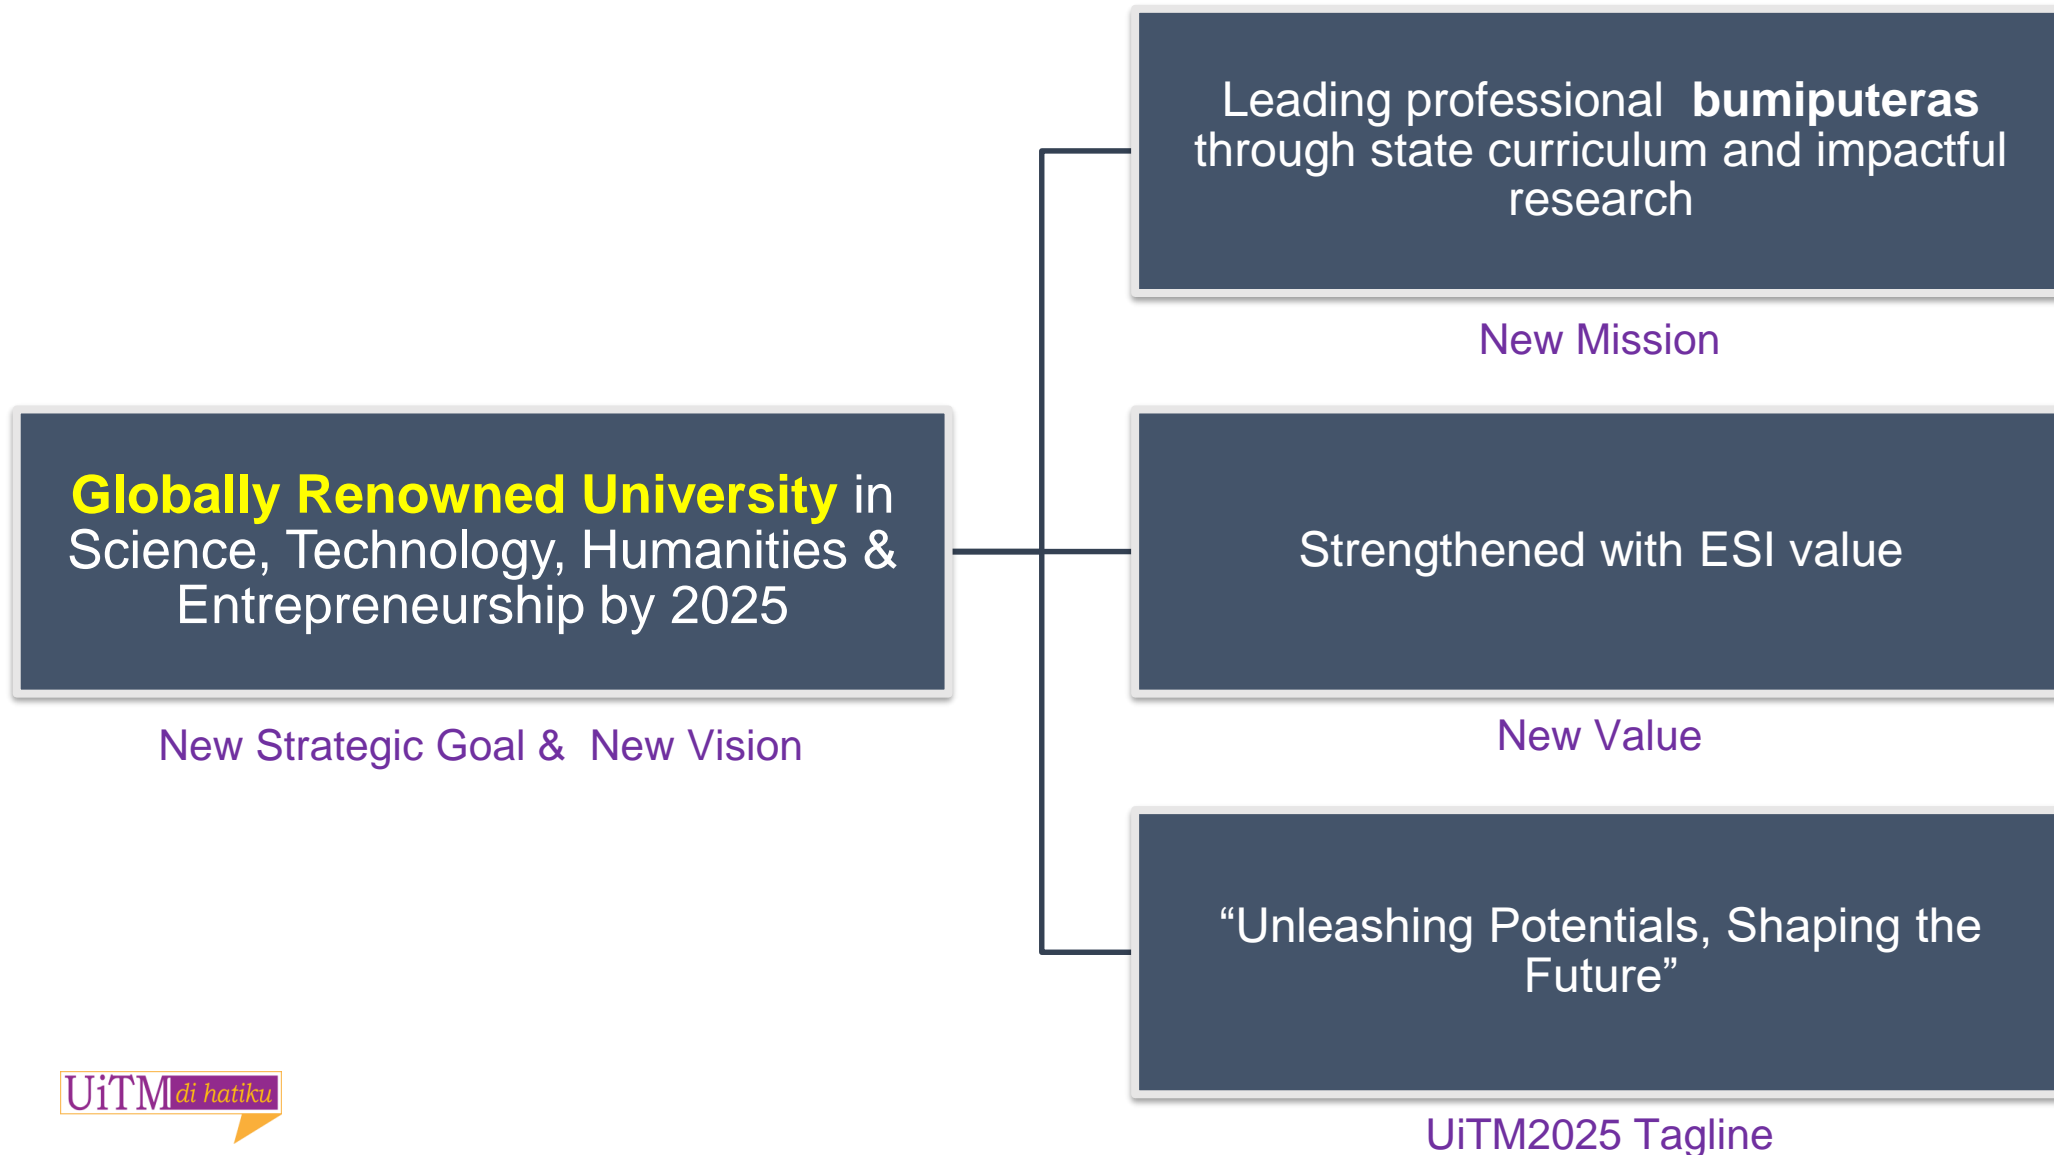 Leading professional bumiputeras
through state curriculum and impactful
research
New Mission
Globally Renowned University in
Science, Technology, Humanities &
Entrepreneurship by 2025
New Strategic Goal & New Vision
Strengthened with ESI value
New Value
“Unleashing Potentials, Shaping the
Future”
UiTM2025 Tagline
UiTM di hatiku